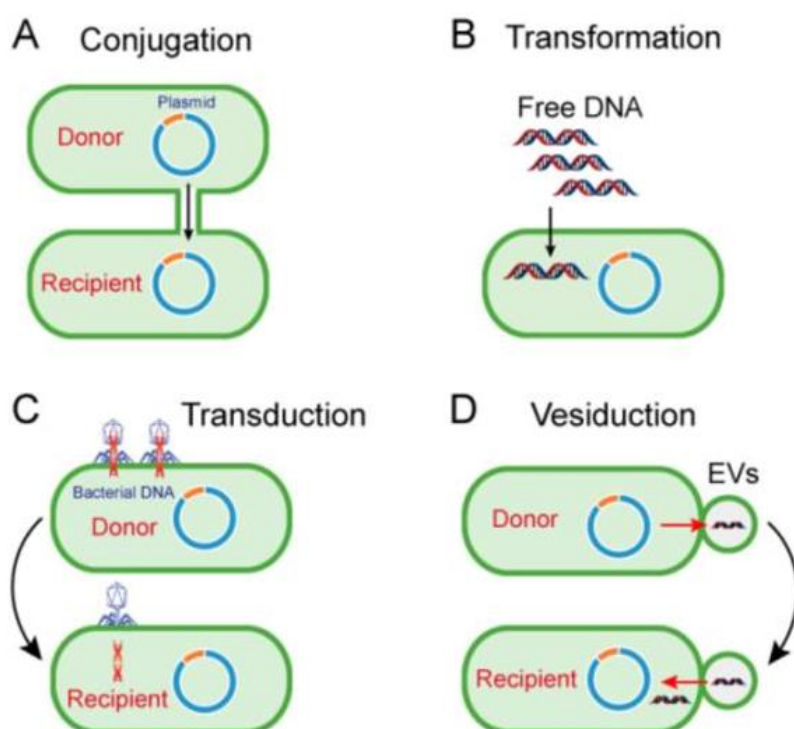 A Conjugation
Plasmid
Donor
Recipient
B Transformation
Free DNA
C Transduction
Bacterial DNA
Donor
Recipient
D Vesiduction
EVs
Donor
Recipient